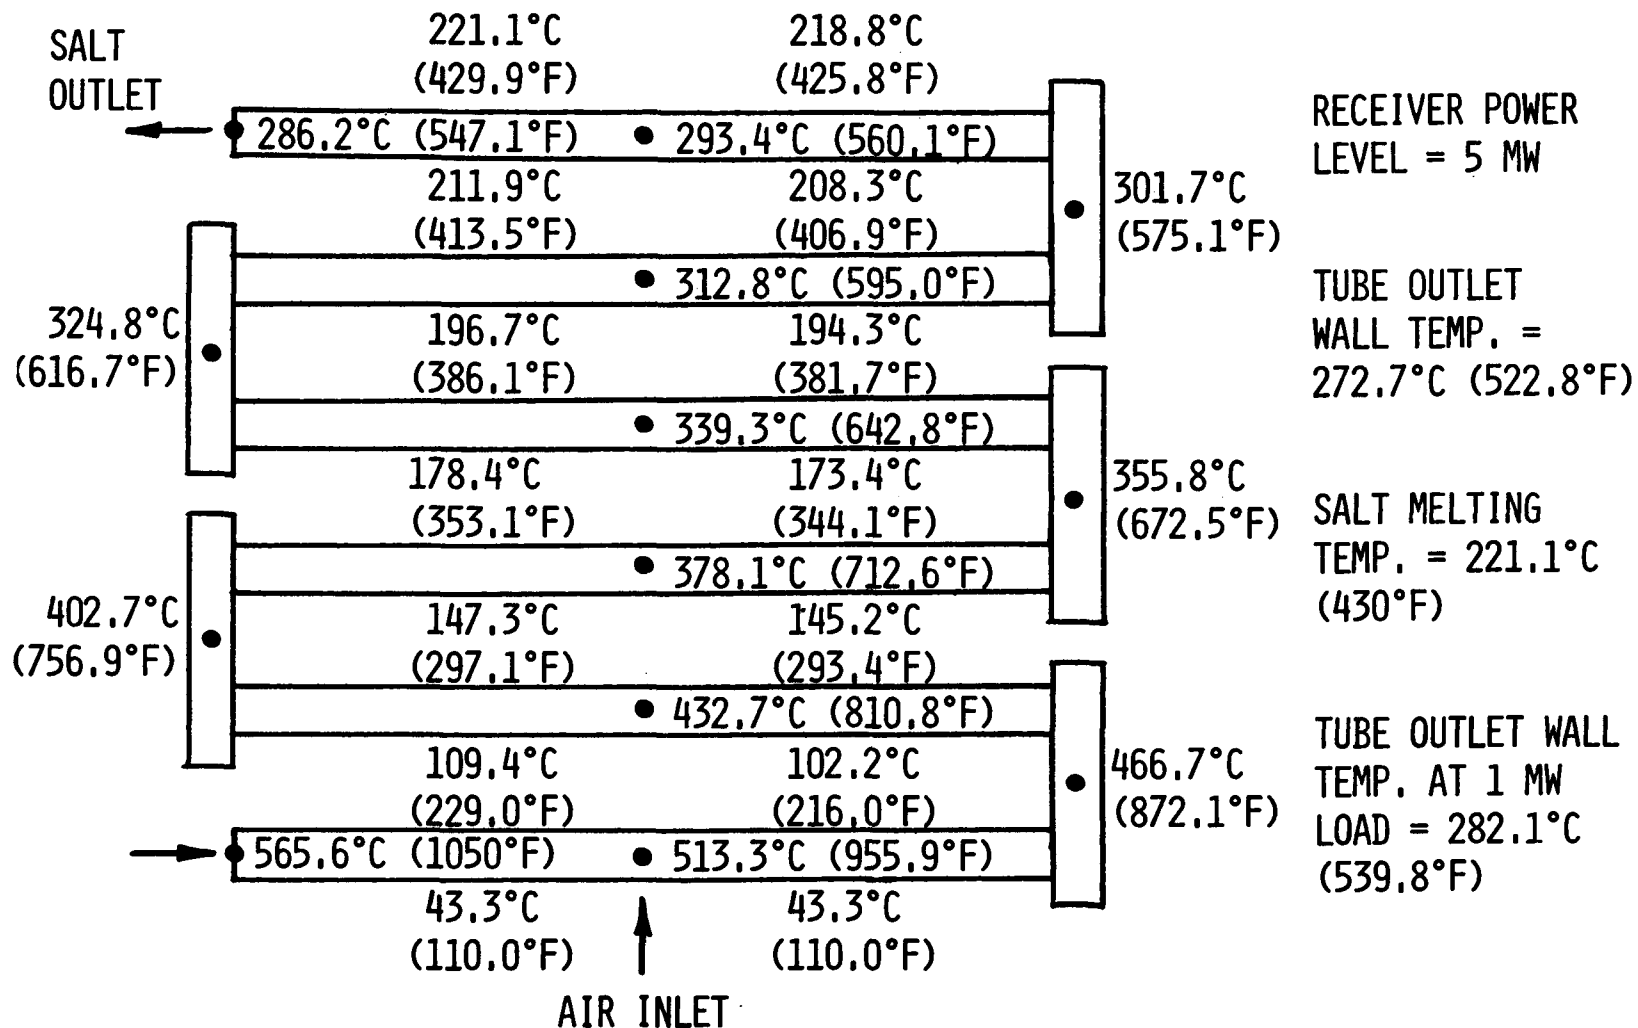 SALT
OUTLET
221.1°C
(429.9°F)
218.8°C
(425.8°F)
286.2°C (547.1°F)
293.4°C (560.1°F)
211.9°C
(413.5°F)
208.3°C
(406.9°F)
301.7°C
(575.1°F)
312.8°C (595.0°F)
324.8°C
(616.7°F)
196.7°C
(386.1°F)
194.3°C
(381.7°F)
339.3°C (642.8°F)
178.4°C
(353.1°F)
173.4°C
(344.1°F)
355.8°C
(672.5°F)
378.1°C (712.6°F)
402.7°C
(756.9°F)
147.3°C
(297.1°F)
145.2°C
(293.4°F)
432.7°C (810.8°F)
109.4°C
(229.0°F)
102.2°C
(216.0°F)
466.7°C
(872.1°F)
565.6°C (1050°F)
513.3°C (955.9°F)
43.3°C
(110.0°F)
43.3°C
(110.0°F)
AIR INLET
RECEIVER POWER
LEVEL = 5 MW
TUBE OUTLET
WALL TEMP. =
272.7°C (522.8°F)
SALT MELTING
TEMP. = 221.1°C
(430°F)
TUBE OUTLET WALL
TEMP. AT 1 MW
LOAD = 282.1°C
(539.8°F)